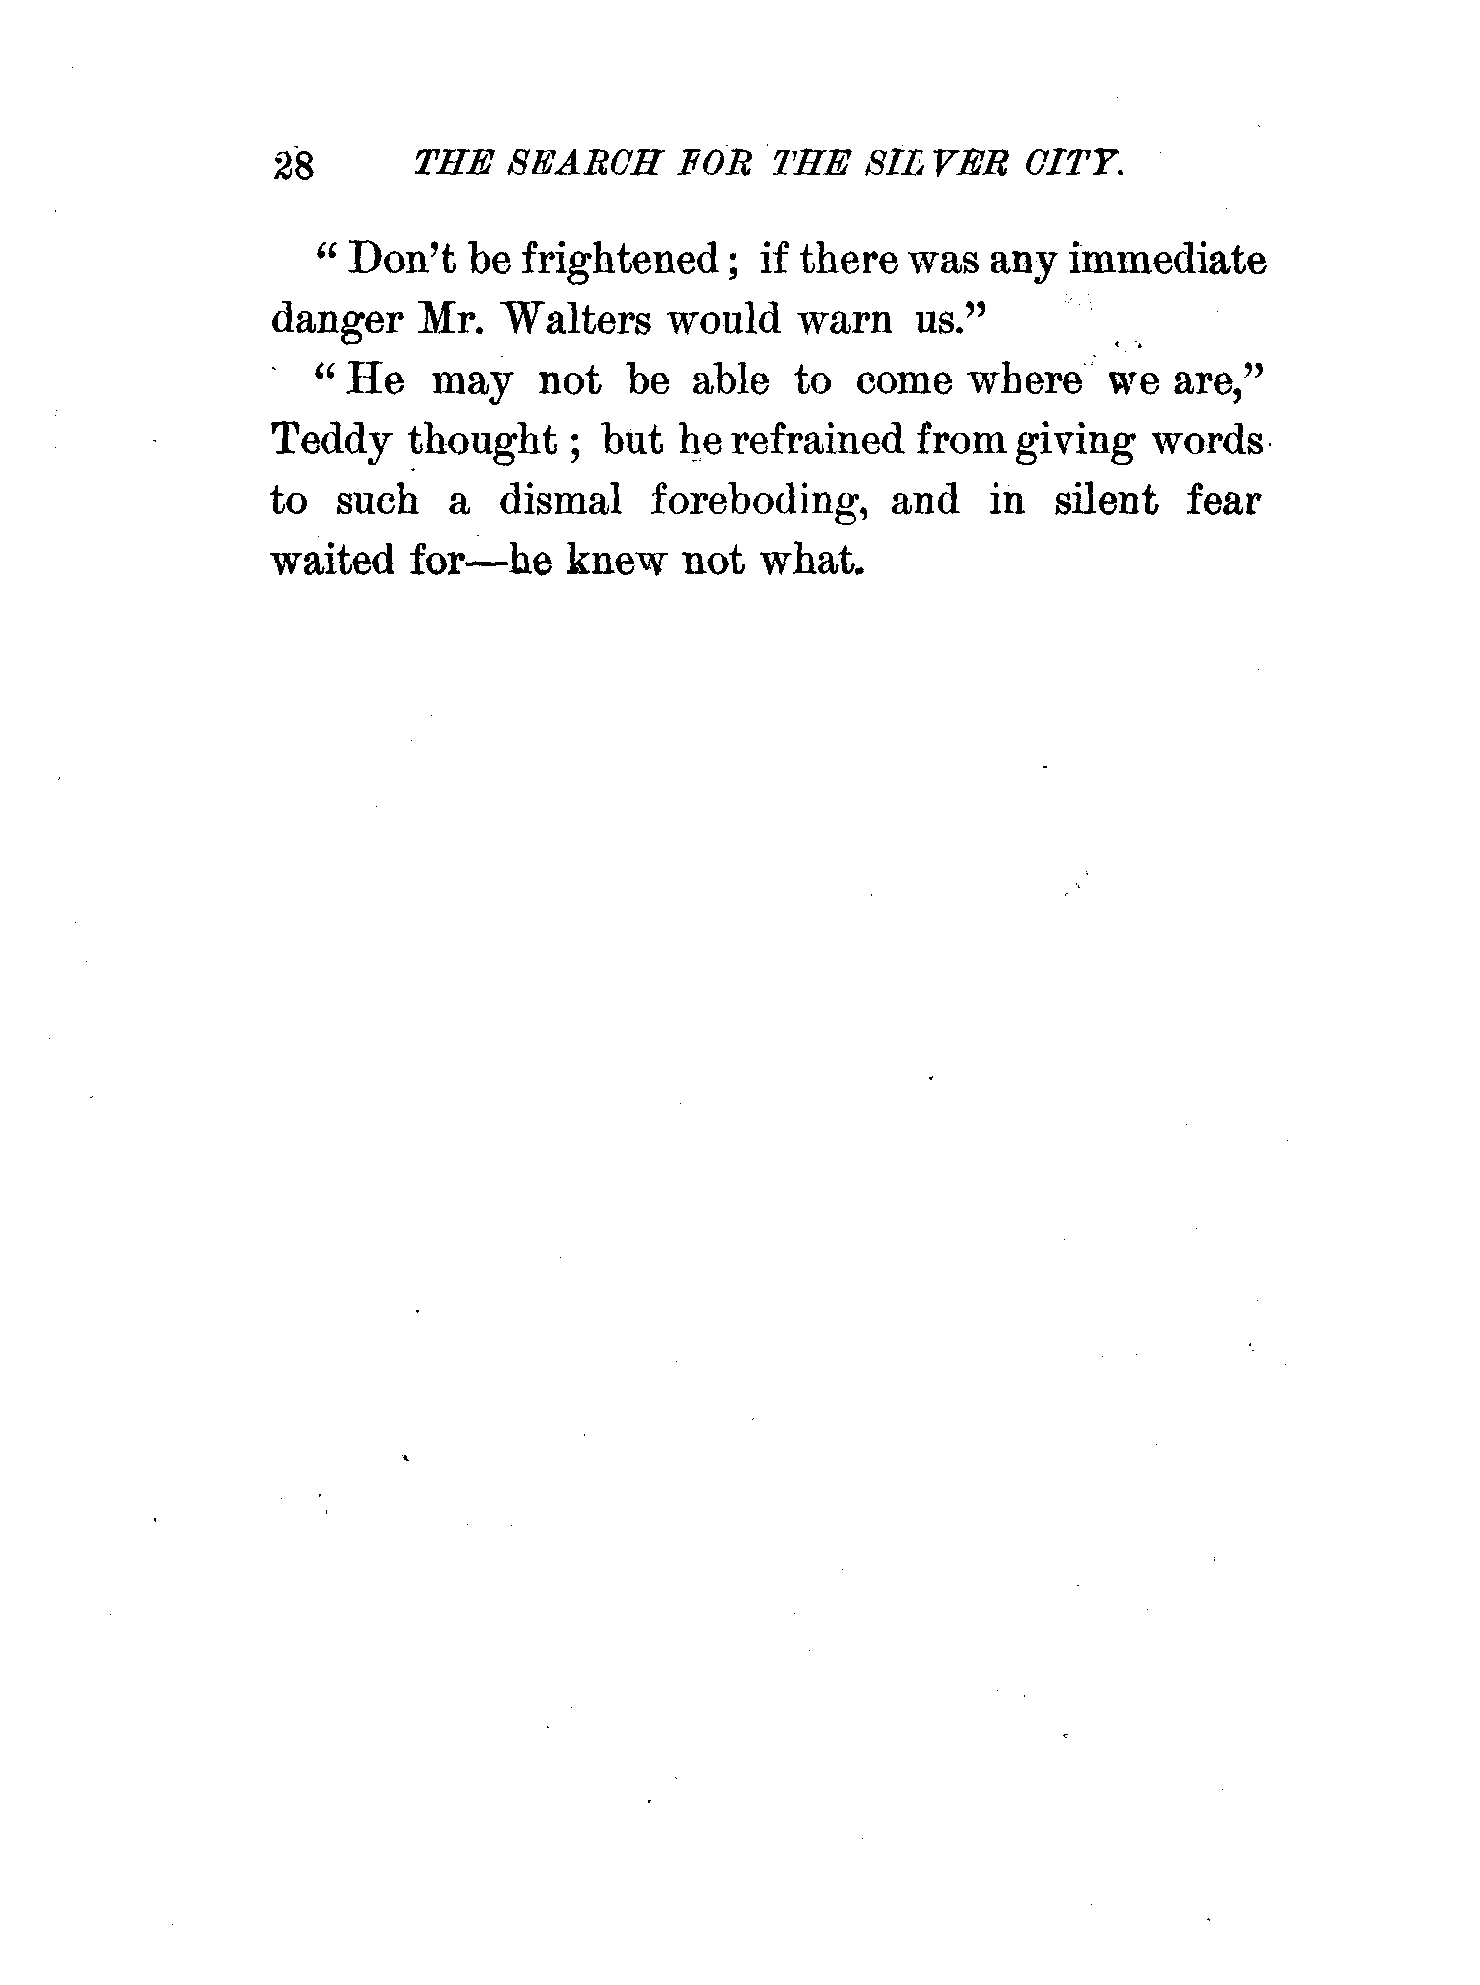 28 THE SEARCH FOR THE SILVER CITY.
“Don’t be frightened; if there was any immediate
danger Mr. Walters would warn us.”
“He may not be able to come where we are,”
Teddy thought; but he refrained from giving words
to such a dismal foreboding, and in silent fear
waited for—he knew not what.